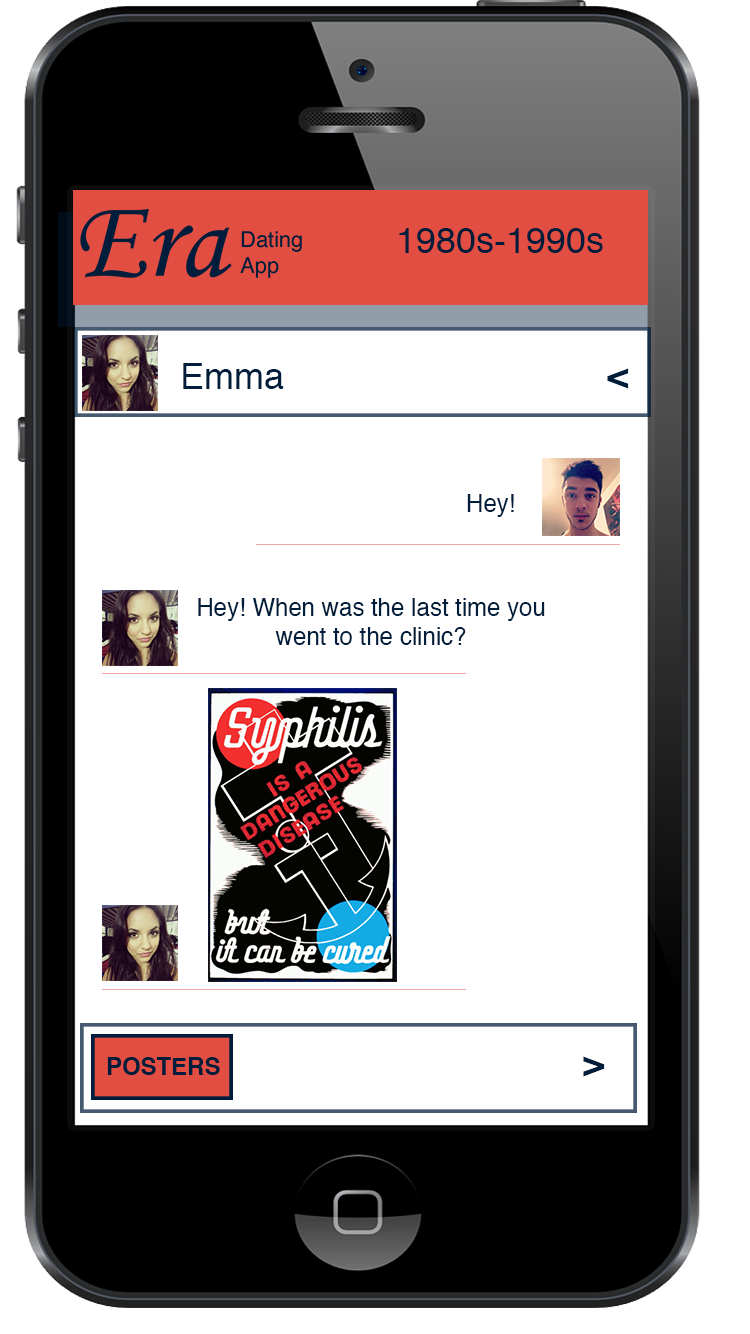 Era Dating App
1980s-1990s
Emma
<
Hey!
Hey! When was the last time you
went to the clinic?
Syphilis
IS A
DANGEROUS
DISEASE
but
it can be cured
POSTERS
>